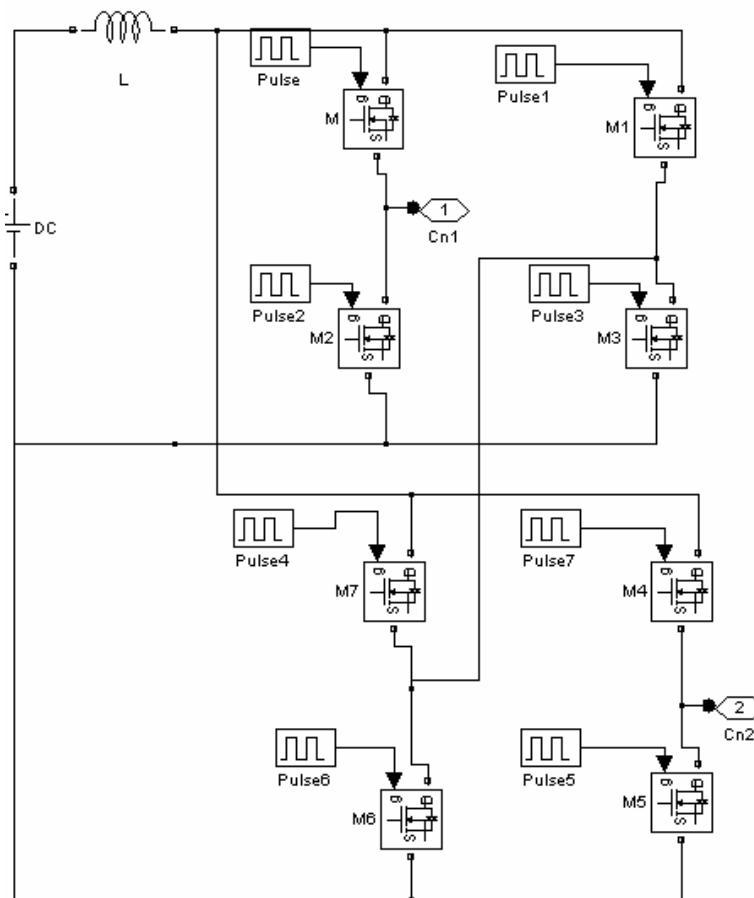 L
Pulse
Pulse1
g
D
S
M
g
D
S
M1
1
Cn1
DC
Pulse2
Pulse3
g
D
S
M2
g
D
S
M3
Pulse4
Pulse7
g
D
S
M7
g
D
S
M4
2
Cn2
Pulse6
Pulse5
g
D
S
M6
g
D
S
M5